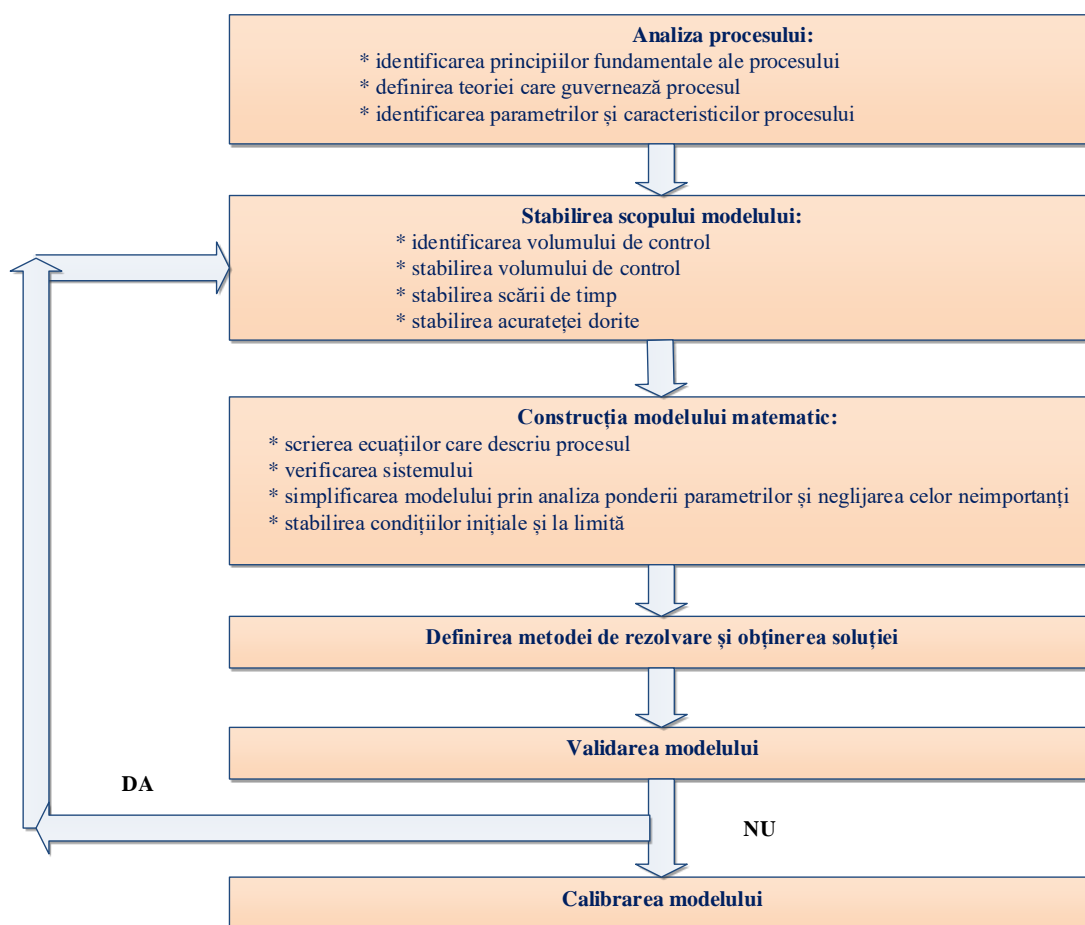 Analiza procesului:
* identificarea principiilor fundamentale ale procesului
* definirea teoriei care guvernează procesul
* identificarea parametrilor și caracteristicilor procesului
Stabilirea scopului modelului:
* identificarea volumului de control
* stabilirea volumului de control
* stabilirea scării de timp
* stabilirea acurateței dorite
Construcția modelului matematic:
* scrierea ecuațiilor care descriu procesul
* verificarea sistemului
* simplificarea modelului prin analiza ponderii parametrilor și neglijarea celor neimportanți
* stabilirea condițiilor inițiale și la limită
Definirea metodei de rezolvare și obținerea soluției
Validarea modelului
DA
NU
Calibrarea modelului